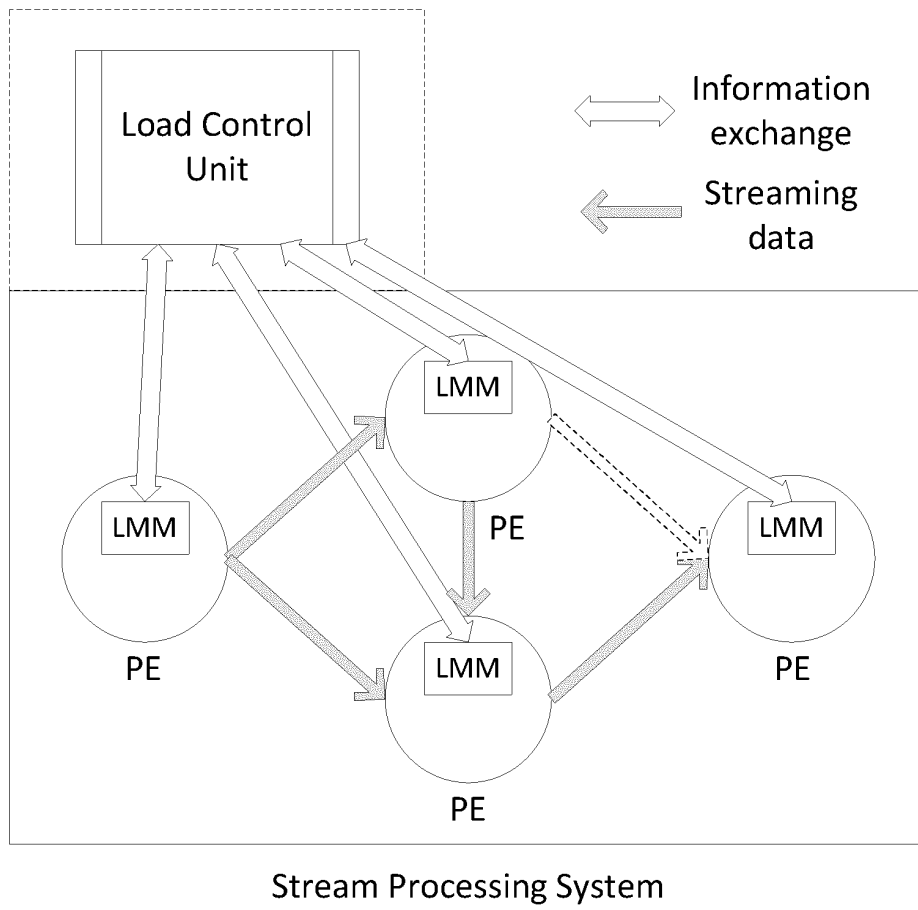 Load Control
Unit
Information
exchange
Streaming
data
LMM
PE
LMM
PE
LMM
PE
LMM
PE
Stream Processing System